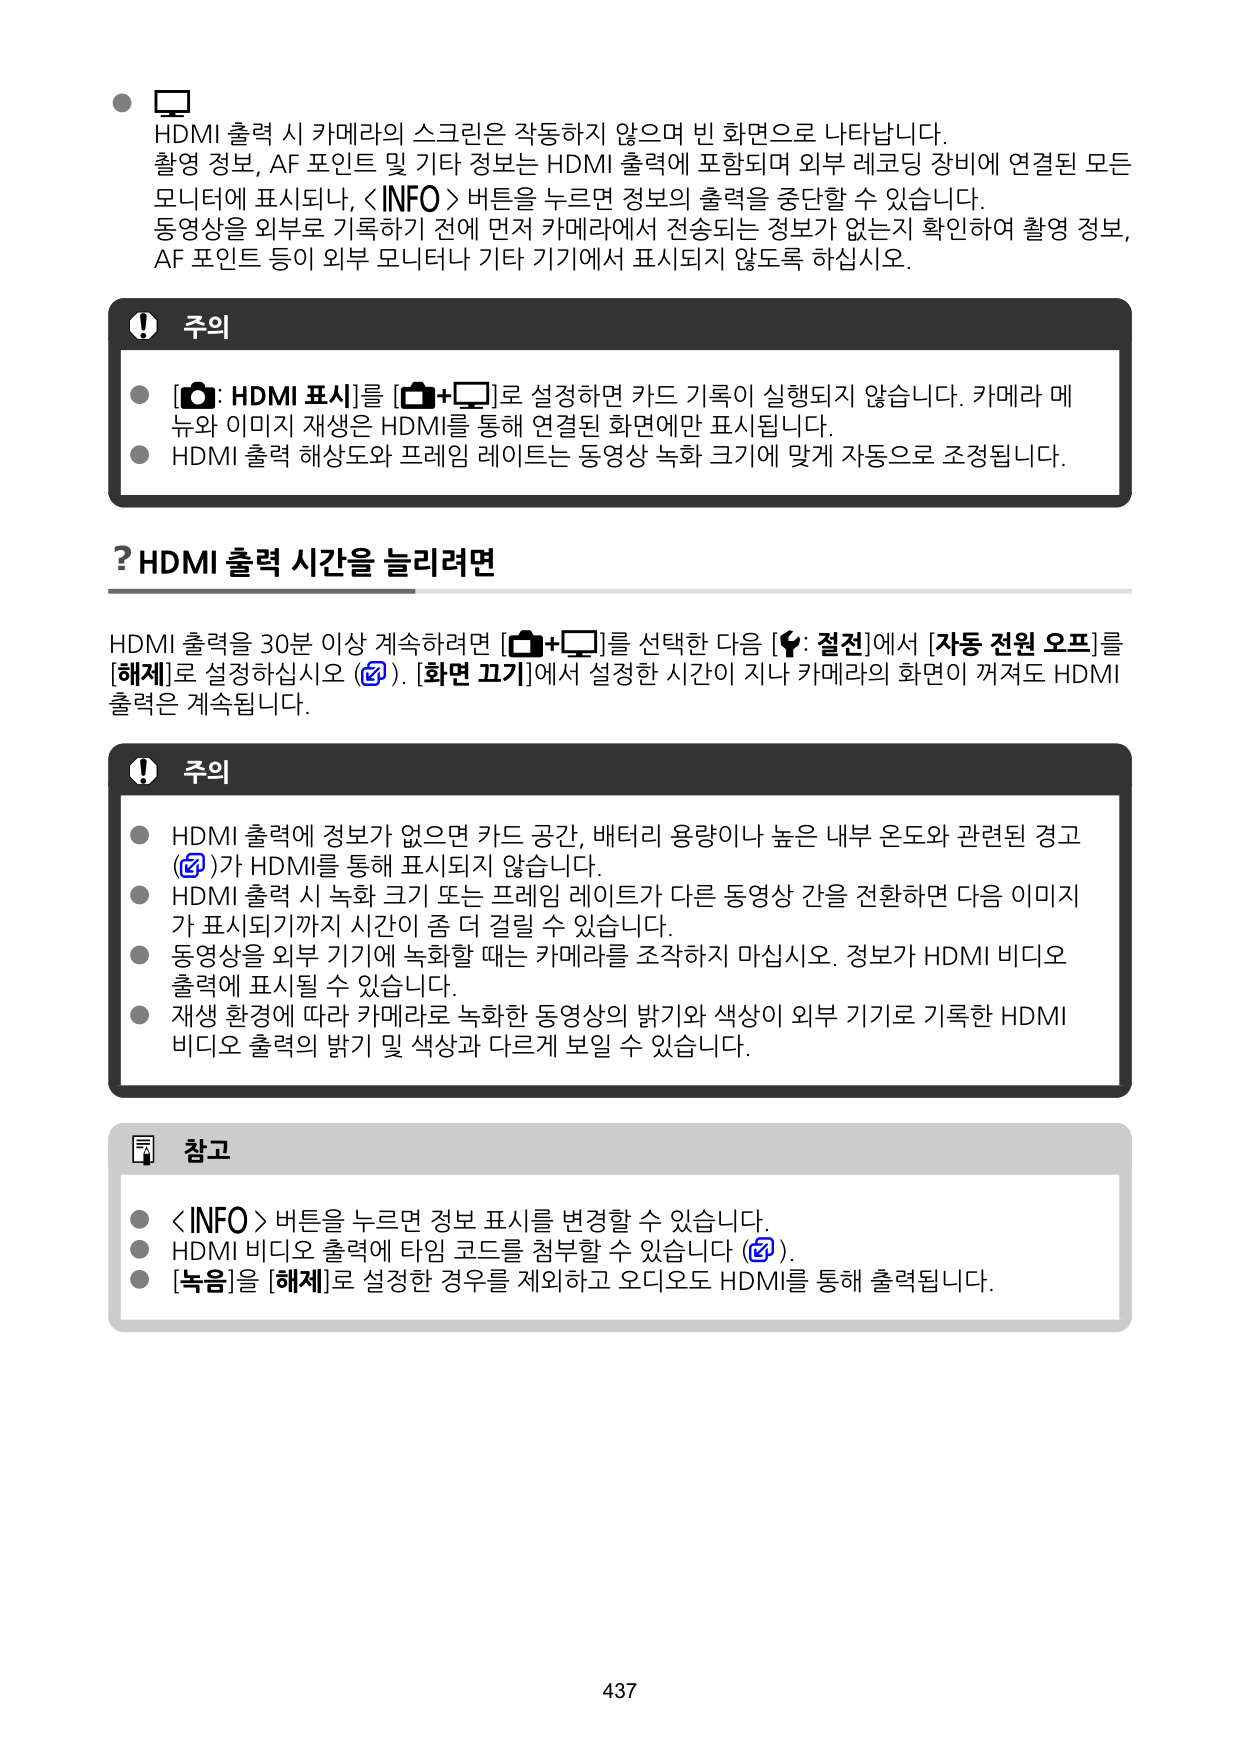 HDMI 출력 시 카메라의 스크린은 작동하지 않으며 빈 화면으로 나타납니다.
촬영 정보, AF 포인트 및 기타 정보는 HDMI 출력에 포함되며 외부 레코딩 장비에 연결된 모든
모니터에 표시되나, <INFO> 버튼을 누르면 정보의 출력을 중단할 수 있습니다.
동영상을 외부로 기록하기 전에 먼저 카메라에서 전송되는 정보가 없는지 확인하여 촬영 정보,
AF 포인트 등이 외부 모니터나 기타 기기에서 표시되지 않도록 하십시오.
주의
[: HDMI 표시]를 [+]로 설정하면 카드 기록이 실행되지 않습니다. 카메라 메
뉴와 이미지 재생은 HDMI를 통해 연결된 화면에만 표시됩니다.
HDMI 출력 해상도와 프레임 레이트는 동영상 녹화 크기에 맞게 자동으로 조정됩니다.
? HDMI 출력 시간을 늘리려면
HDMI 출력을 30분 이상 계속하려면 [+]를 선택한 다음 [: 절전]에서 [자동 전원 오프]를
[해제]로 설정하십시오 (). [화면 끄기]에서 설정한 시간이 지나 카메라의 화면이 꺼져도 HDMI
출력은 계속됩니다.
주의
HDMI 출력에 정보가 없으면 카드 공간, 배터리 용량이나 높은 내부 온도와 관련된 경고
()가 HDMI를 통해 표시되지 않습니다.
HDMI 출력 시 녹화 크기 또는 프레임 레이트가 다른 동영상 간을 전환하면 다음 이미지
가 표시되기까지 시간이 좀 더 걸릴 수 있습니다.
동영상을 외부 기기에 녹화할 때는 카메라를 조작하지 마십시오. 정보가 HDMI 비디오
출력에 표시될 수 있습니다.
재생 환경에 따라 카메라로 녹화한 동영상의 밝기와 색상이 외부 기기로 기록한 HDMI
비디오 출력의 밝기 및 색상과 다르게 보일 수 있습니다.
참고
<INFO> 버튼을 누르면 정보 표시를 변경할 수 있습니다.
HDMI 비디오 출력에 타임 코드를 첨부할 수 있습니다 ().
[녹음]을 [해제]로 설정한 경우를 제외하고 오디오도 HDMI를 통해 출력됩니다.
437